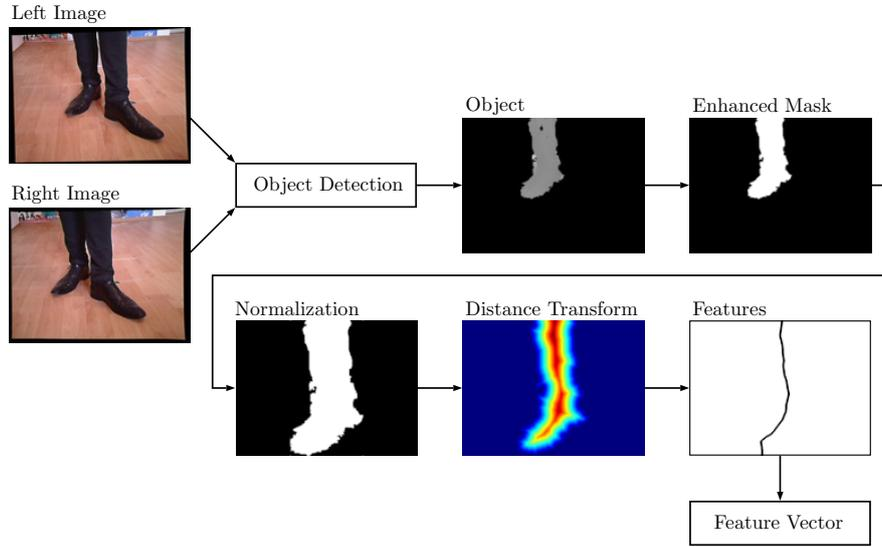 Left Image
Right Image
Object Detection
Object
Enhanced Mask
Normalization
Distance Transform
Features
Feature Vector